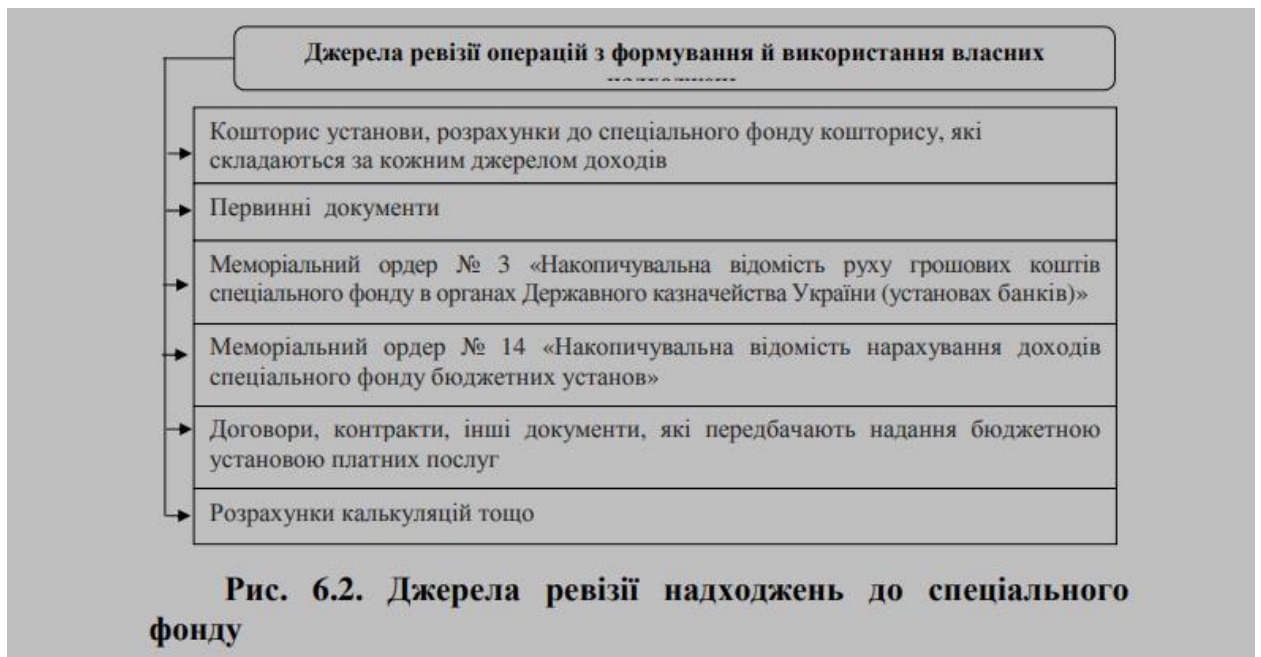 Джерела ревізії операцій з формування й використання власних
Кошторис установи, розрахунки до спеціального фонду кошторису, які
складаються за кожним джерелом доходів
Первинні документи
Меморіальний ордер № 3 «Накопичувальна відомість руху грошових коштів
спеціального фонду в органах Державного казначейства України (установах банків)»
Меморіальний ордер № 14 «Накопичувальна відомість нарахування доходів
спеціального фонду бюджетних установ»
Договори, контракти, інші документи, які передбачають надання бюджетною
установою платних послуг
Розрахунки калькуляцій тощо
Рис. 6.2. Джерела ревізії надходжень до спеціального
фонду